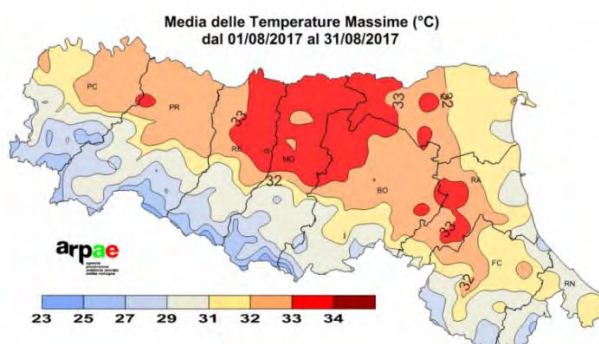 Media delle Temperature Massime (°C)
dal 01/08/2017 al 31/08/2017
PC
PR
33
33
32
RE
MO
32
BO
RA
33
FC
32
RN
arpae
23 25 27 29 31 32 33 34